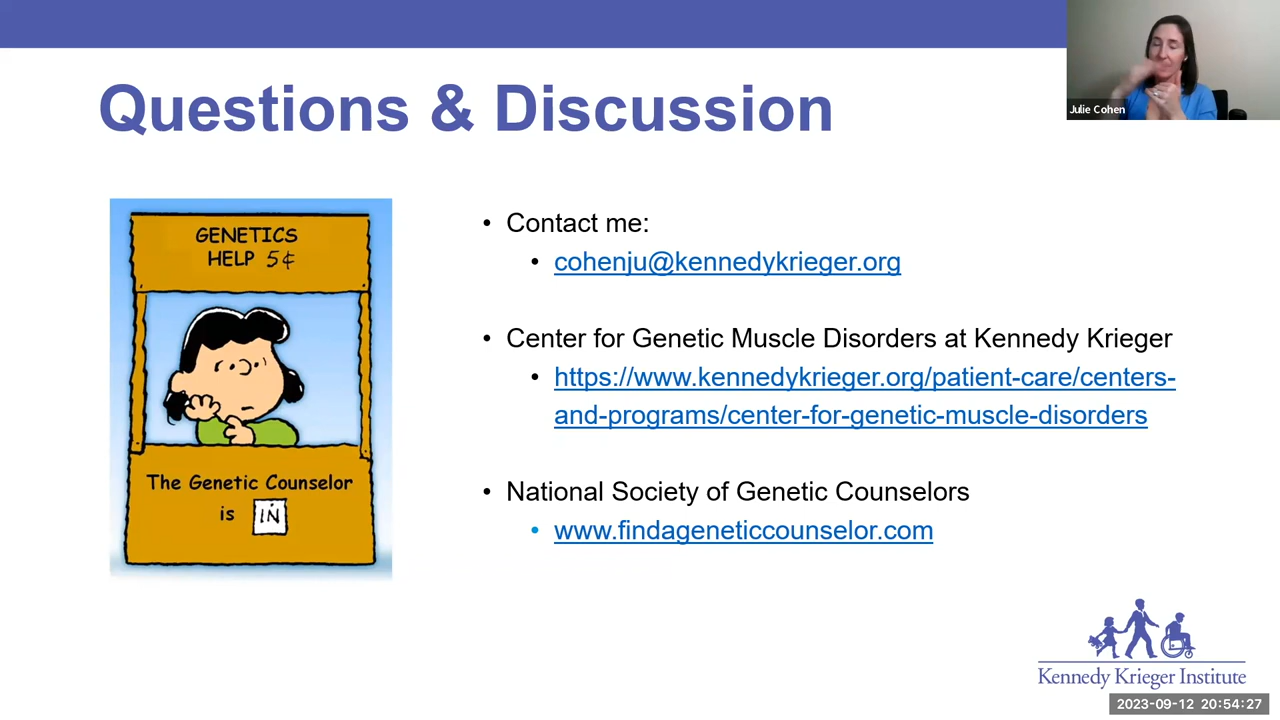 Julie Cohen
Questions & Discussion
GENETICS
HELP 5¢
The Genetic Counselor
is IN
• Contact me:
• cohenju@kennedykrieger.org
• Center for Genetic Muscle Disorders at Kennedy Krieger
• https://www.kennedykrieger.org/patient-care/centers-
and-programs/center-for-genetic-muscle-disorders
• National Society of Genetic Counselors
• www.findageneticcounselor.com
Kennedy Krieger Institute
2023-09-12 20:54:27